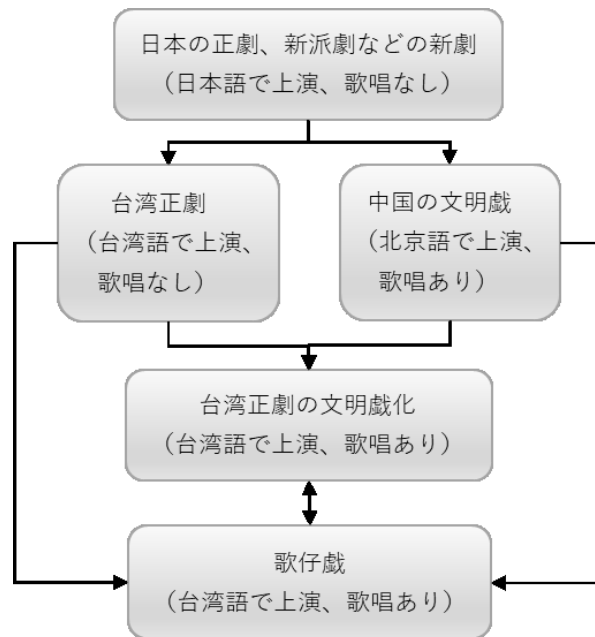 日本の正劇、新派劇などの新劇
（日本語で上演、歌唱なし）
台湾正劇
（台湾語で上演、
歌唱なし）
中国の文明戯
（北京語で上演、
歌唱あり）
台湾正劇の文明戯化
（台湾語で上演、歌唱あり）
歌仔戯
（台湾語で上演、歌唱あり）